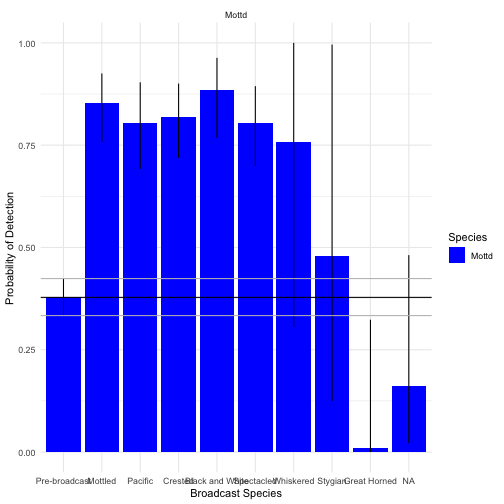 Mottd
1.00
0.75
0.50
0.25
0.00
Probability of Detection
Pre-broadcast Mottled Pacific Crested Black and White Spectacled Whiskered Stygian Great Horned NA
Broadcast Species
Species
Mottd